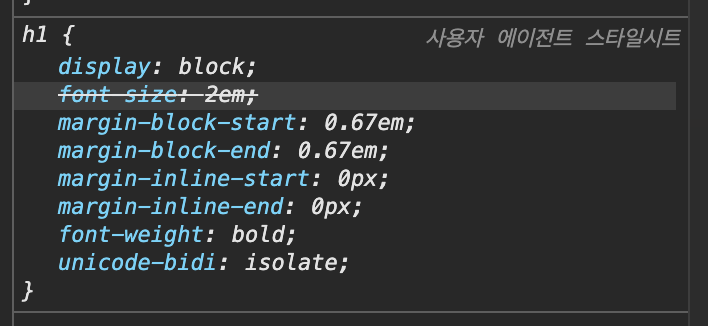 }
h1 {
사용자 에이전트 스타일시트
display: block;
font-size: 2em;
margin-block-start: 0.67em;
margin-block-end: 0.67em;
margin-inline-start: 0px;
margin-inline-end: 0px;
font-weight: bold;
unicode-bidi: isolate;
}